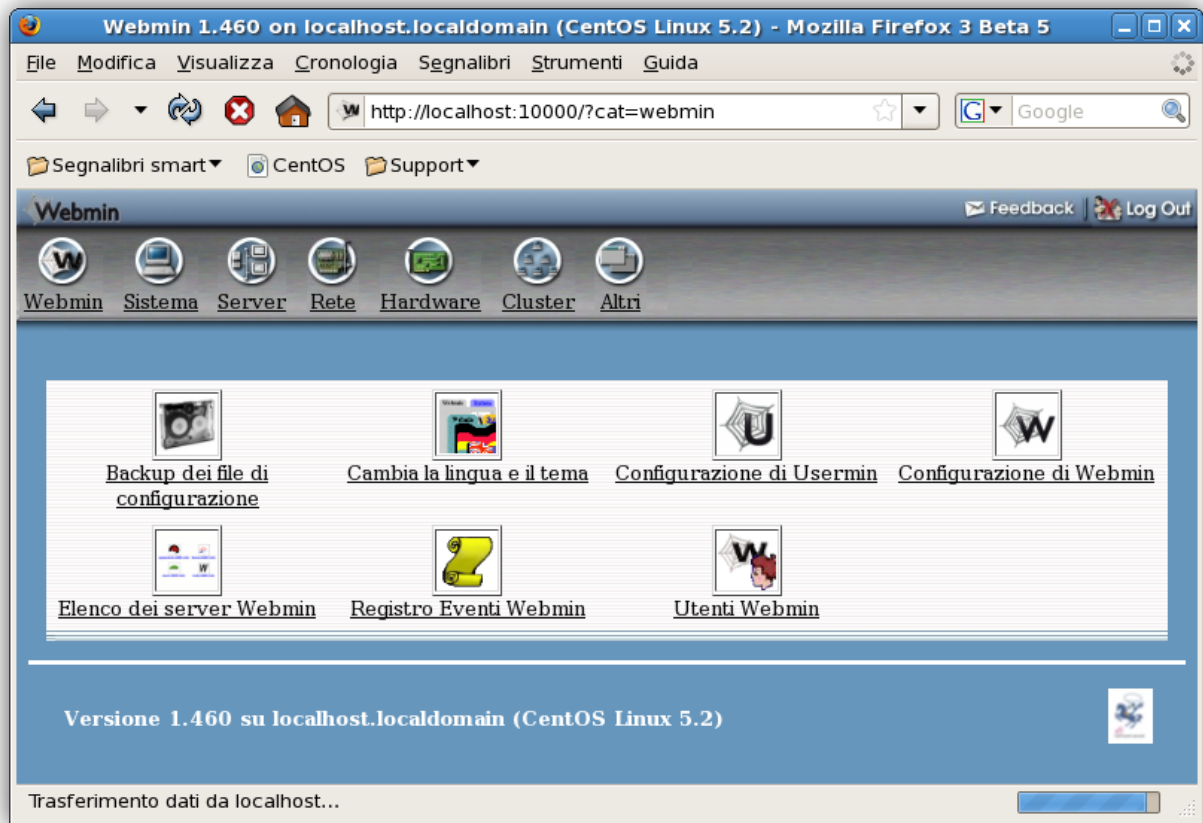 Webmin 1.460 on localhost.localdomain (CentOS Linux 5.2) - Mozilla Firefox 3 Beta 5
File Modifica Visualizza Cronologia Segnalibri Strumenti Guida
http://localhost:10000/?cat=webmin
Google
Segnalibri smart CentOS Support
Webmin Feedback Log Out
Webmin Sistema Server Rete Hardware Cluster Altri
Backup dei file di
configurazione
Cambia la lingua e il tema
Configurazione di Usermin
Configurazione di Webmin
Elenco dei server Webmin
Registro Eventi Webmin
Utenti Webmin
Versione 1.460 su localhost.localdomain (CentOS Linux 5.2)
Trasferimento dati da localhost...